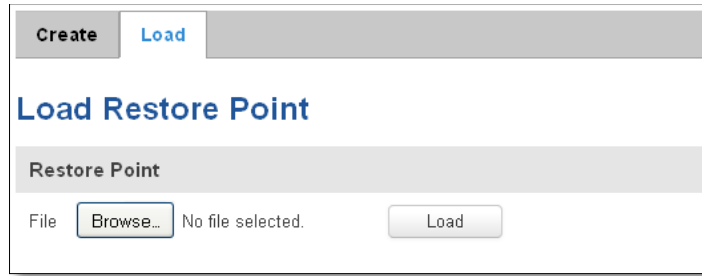 Create Load
Load Restore Point
Restore Point
File Browse... No file selected. Load